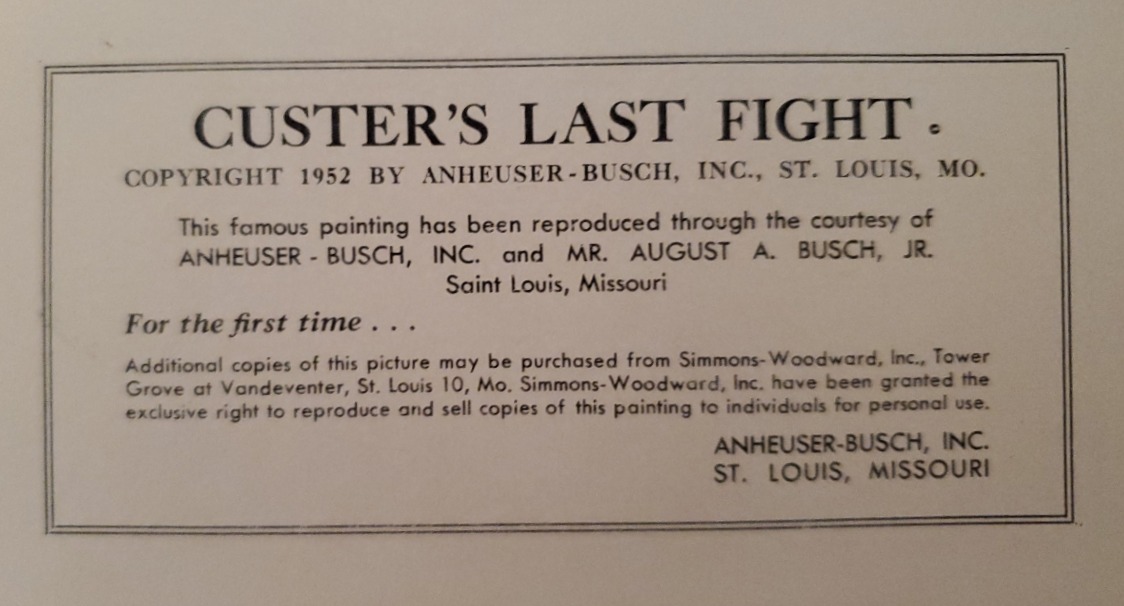 CUSTER'S LAST FIGHT.
COPYRIGHT 1952 BY ANHEUSER-BUSCH, INC., ST. LOUIS, MO.
This famous painting has been reproduced through the courtesy of
ANHEUSER - BUSCH, INC. and MR. AUGUST A. BUSCH, JR.
Saint Louis, Missouri
For the first time . . .
Additional copies of this picture may be purchased from Simmons-Woodward, Inc., Tower
Grove at Vandeventer, St. Louis 10, Mo. Simmons-Woodward, Inc. have been granted the
exclusive right to reproduce and sell copies of this painting to individuals for personal use.
ANHEUSER-BUSCH, INC.
ST. LOUIS, MISSOURI